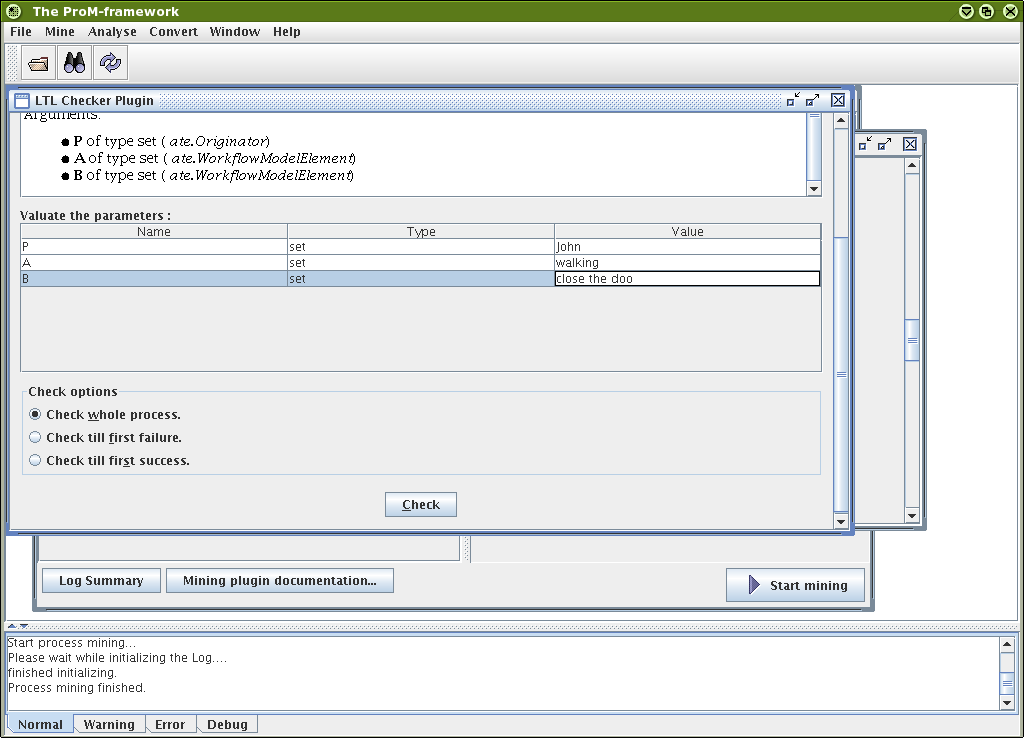 The ProM-framework
File Mine Analyse Convert Window Help
LTL Checker Plugin
Arguments:
P of type set ( ate.Originator)
A of type set ( ate.WorkflowModelElement)
B of type set ( ate.WorkflowModelElement)
Valuate the parameters :
Name Type Value
P set John
A set walking
B set close the doo
Check options
Check whole process.
Check till first failure.
Check till first success.
Check
Log Summary Mining plugin documentation... Start mining
Start process mining...
Please wait while initializing the Log....
finished initializing.
Process mining finished.
Normal Warning Error Debug